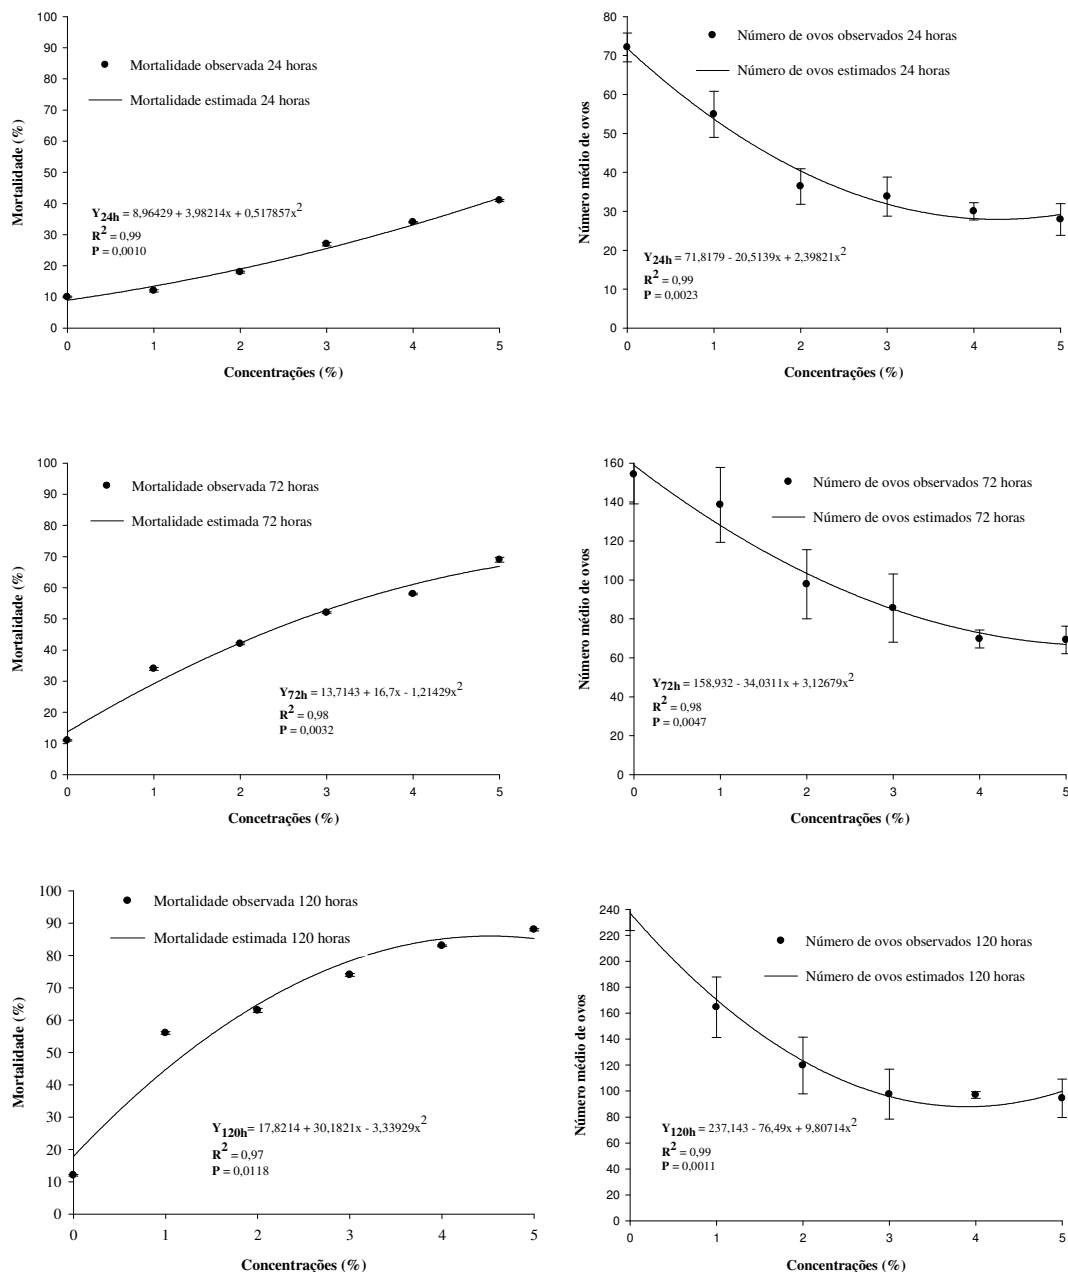 100
90
80
70
60
50
40
30
20
10
0
Mortalidade (%)
Mortalidade observada 24 horas
Mortalidade estimada 24 horas
Y24h = 8,96429 + 3,98214x + 0,517857x2
R2 = 0,99
P = 0,0010
0 1 2 3 4 5
Concentrações (%)
80
70
60
50
40
30
20
10
0
Número médio de ovos
Número de ovos observados 24 horas
Número de ovos estimados 24 horas
Y24h = 71,8179 - 20,5139x + 2,39821x2
R2 = 0,99
P = 0,0023
0 1 2 3 4 5
Concentrações (%)
100
90
80
70
60
50
40
30
20
10
0
Mortalidade (%)
Mortalidade observada 72 horas
Mortalidade estimada 72 horas
Y72h = 13,7143 + 16,7x - 1,21429x2
R2 = 0,98
P = 0,0032
0 1 2 3 4 5
Concetrações (%)
160
140
120
100
80
60
40
20
0
Número médio de ovos
Número de ovos observados 72 horas
Número de ovos estimados 72 horas
Y72h = 158,932 - 34,0311x + 3,12679x2
R2 = 0,98
P = 0,0047
0 1 2 3 4 5
Concentrações (%)
100
90
80
70
60
50
40
30
20
10
0
Mortalidade (%)
Mortalidade observada 120 horas
Mortalidade estimada 120 horas
Y120h= 17,8214 + 30,1821x - 3,33929x2
R2 = 0,97
P = 0,0118
0 1 2 3 4 5
Concentrações (%)
240
220
200
180
160
140
120
100
80
60
40
20
0
Número médio de ovos
Número de ovos observados 120 horas
Número de ovos estimados 120 horas
Y120h = 237,143 - 76,49x + 9,80714x2
R2 = 0,99
P = 0,0011
0 1 2 3 4 5
Concentrações (%)